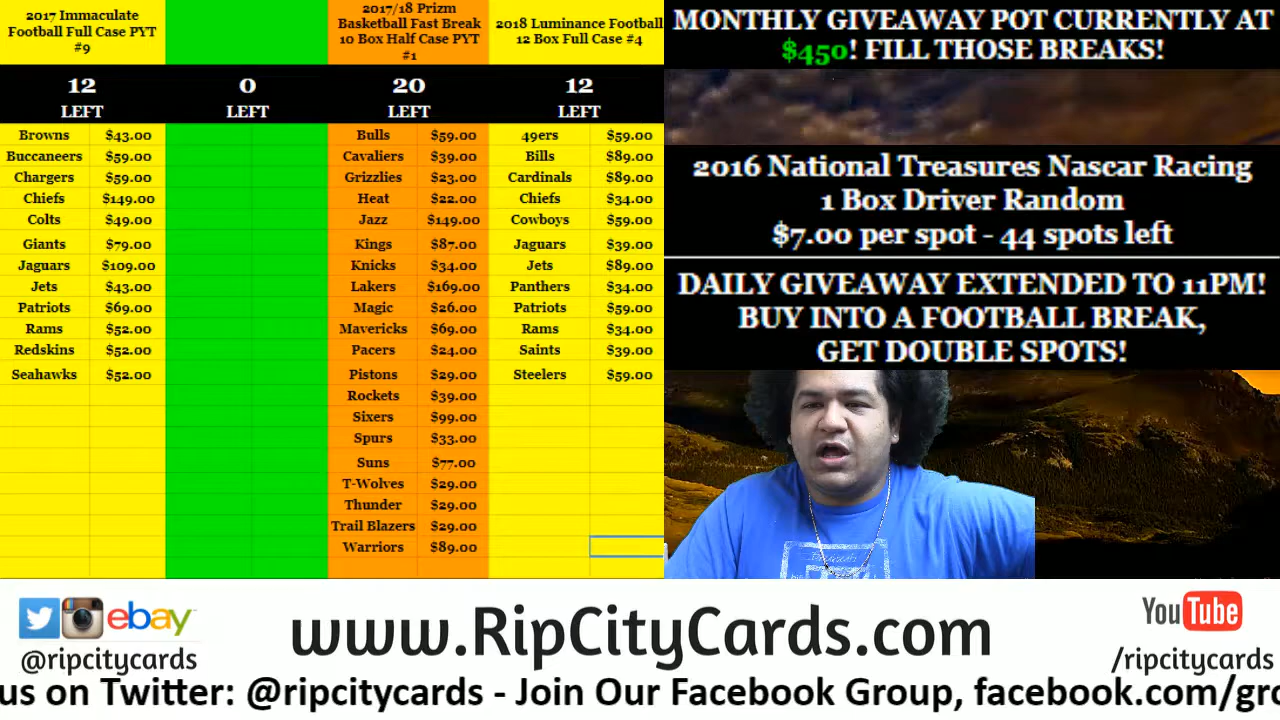 2017 Immaculate
Football Full Case PYT
#9
12
LEFT
Browns $43.00
Buccaneers $59.00
Chargers $59.00
Chiefs $149.00
Colts $49.00
Giants $79.00
Jaguars $109.00
Jets $43.00
Patriots $69.00
Rams $52.00
Redskins $52.00
Seahawks $52.00
0
LEFT
2017/18 Prizm
Basketball Fast Break
10 Box Half Case PYT
#1
20
LEFT
Bulls $59.00
Cavaliers $39.00
Grizzlies $23.00
Heat $22.00
Jazz $149.00
Kings $87.00
Knicks $34.00
Lakers $169.00
Magic $26.00
Mavericks $69.00
Pacers $24.00
Pistons $29.00
Rockets $39.00
Sixers $99.00
Spurs $33.00
Suns $77.00
T-Wolves $29.00
Thunder $29.00
Trail Blazers $29.00
Warriors $89.00
2018 Luminance Football
12 Box Full Case #4
12
LEFT
49ers $59.00
Bills $89.00
Cardinals $89.00
Chiefs $34.00
Cowboys $59.00
Jaguars $39.00
Jets $89.00
Panthers $34.00
Patriots $59.00
Rams $34.00
Saints $39.00
Steelers $59.00
MONTHLY GIVEAWAY POT CURRENTLY AT
$450! FILL THOSE BREAKS!
2016 National Treasures Nascar Racing
1 Box Driver Random
$7.00 per spot - 44 spots left
DAILY GIVEAWAY EXTENDED TO 11PM!
BUY INTO A FOOTBALL BREAK,
GET DOUBLE SPOTS!
ebay
@ripcitycards
www.RipCityCards.com
YouTube
/ripcitycards
us on Twitter: @ripcitycards - Join Our Facebook Group, facebook.com/gro